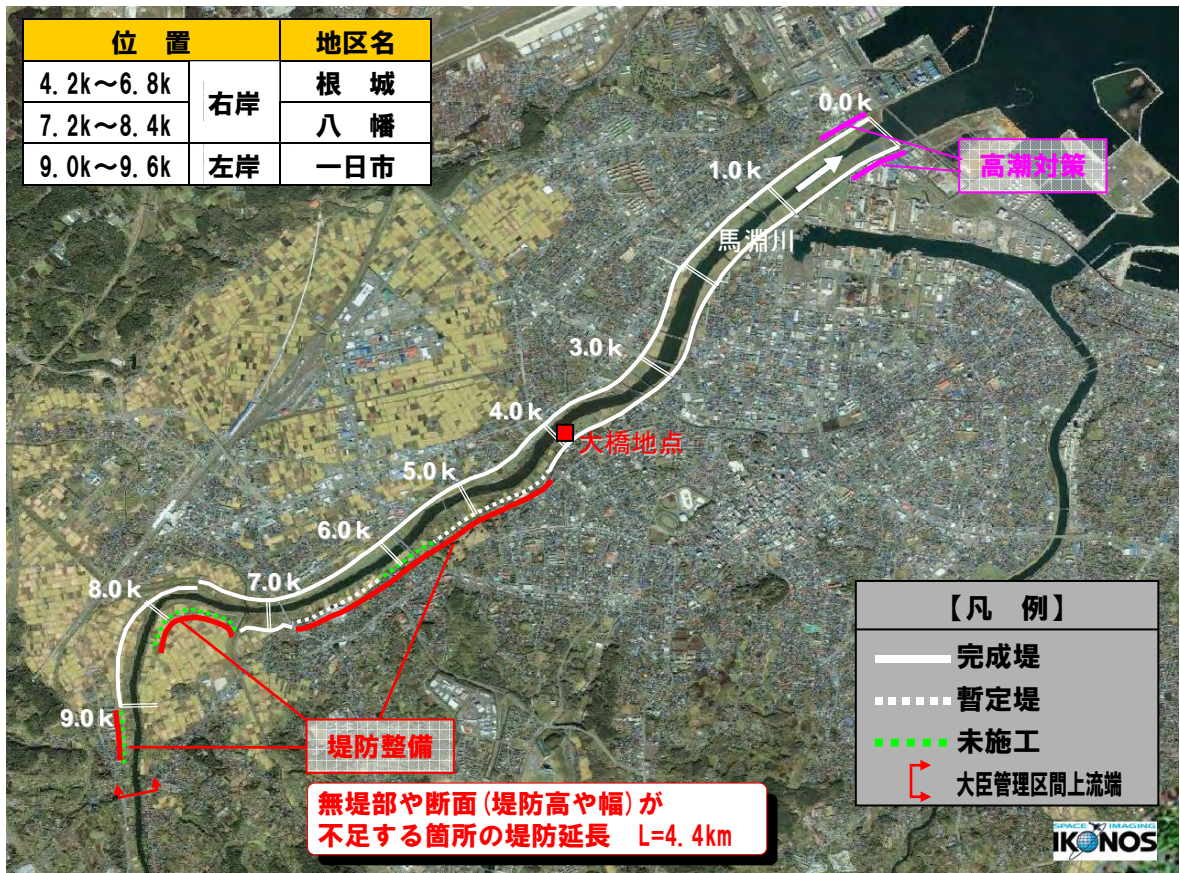 位 置 地区名
4.2k～6.8k 右岸 根 城
7.2k～8.4k 八 幡
9.0k～9.6k 左岸 一日市
0.0k
高潮対策
1.0k
馬淵川
3.0k
4.0k
大橋地点
5.0k
6.0k
7.0k
8.0k
9.0k
堤防整備
無堤部や断面(堤防高や幅)が
不足する箇所の堤防延長 L=4.4km
【凡 例】
完成堤
暫定堤
未施工
大臣管理区間上流端
SPACE IMAGING
IKONOS